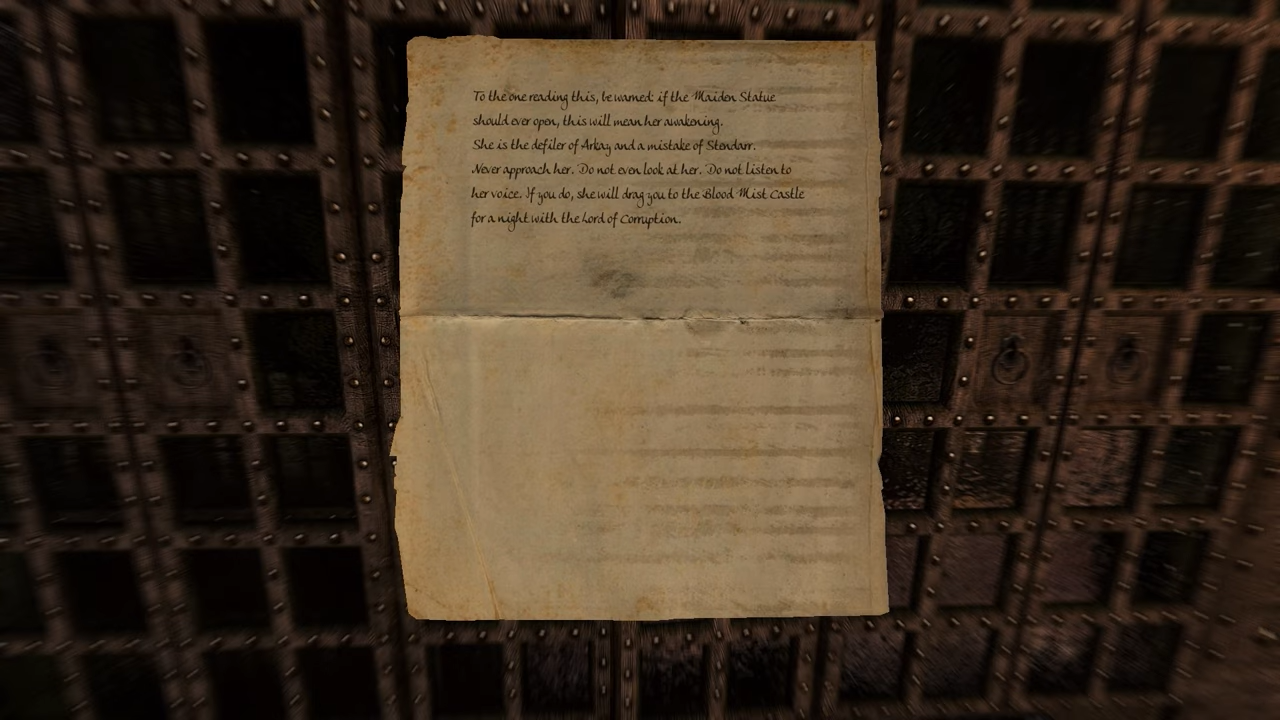 To the one reading this, be warned: if the Maiden Statue
should ever open, this will mean her awakening.
She is the defiler of Arkay and a mistake of Stendarr.
Never approach her. Do not even look at her. Do not listen to
her voice. If you do, she will drag you to the Blood Mist Castle
for a night with the Lord of Corruption.